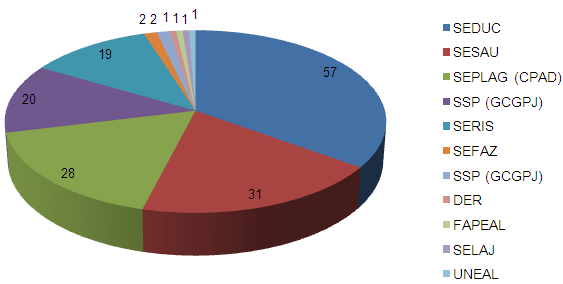 2 2 1 1 1 1
19
57
20
28
31
SEDUC
SESAU
SEPLAG (CPAD)
SSP (GCGPJ)
SERIS
SEFAZ
SSP (GCGPJ)
DER
FAPEAL
SELAJ
UNEAL